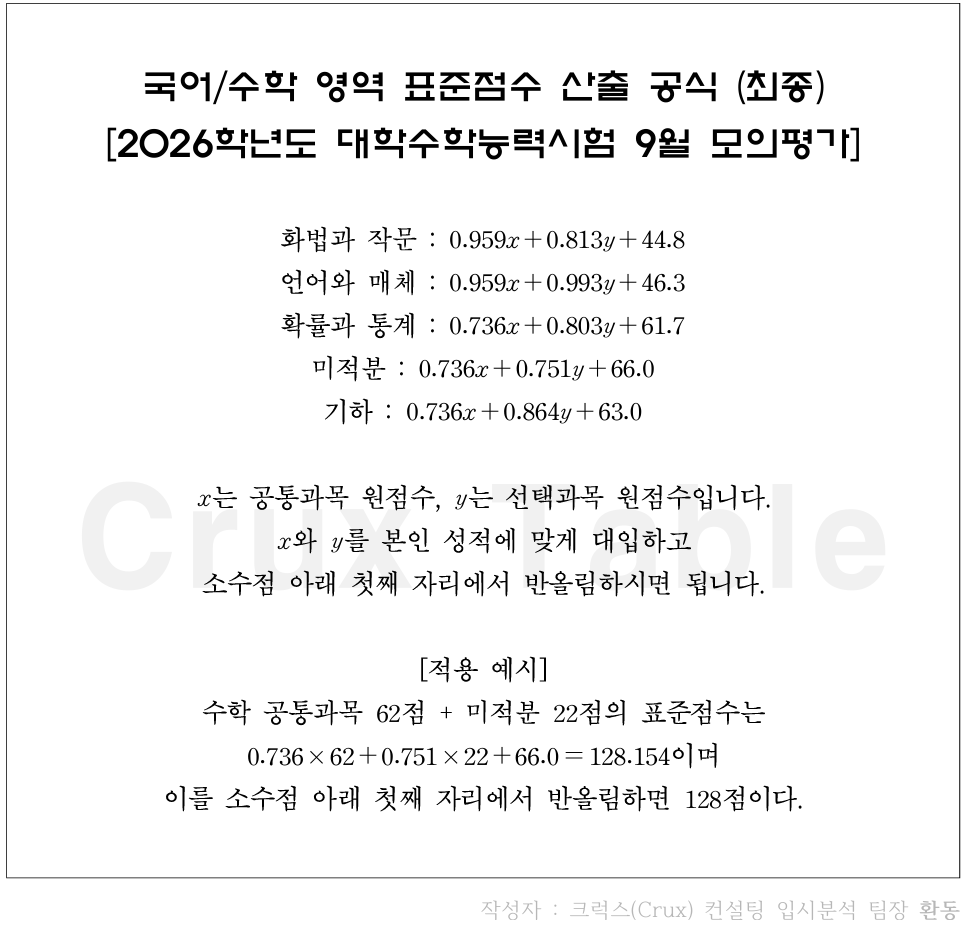 국어/수학 영역 표준점수 산출 공식 (최종)
[2026학년도 대학수학능력시험 9월 모의평가]
화법과 작문 : 0.959x+0.813y+44.8
언어와 매체 : 0.959x+0.993y+46.3
확률과 통계 : 0.736x+0.803y+61.7
미적분 : 0.736x+0.751y+66.0
기하 : 0.736x+0.864y+63.0
Crux Table
x는 공통과목 원점수, y는 선택과목 원점수입니다.
x와 y를 본인 성적에 맞게 대입하고
소수점 아래 첫째 자리에서 반올림하시면 됩니다.
[적용 예시]
수학 공통과목 62점 + 미적분 22점의 표준점수는
0.736×62+0.751×22+66.0=128.154이며
이를 소수점 아래 첫째 자리에서 반올림하면 128점이다.
작성자 : 크럭스(Crux) 컨설팅 입시분석 팀장 환동